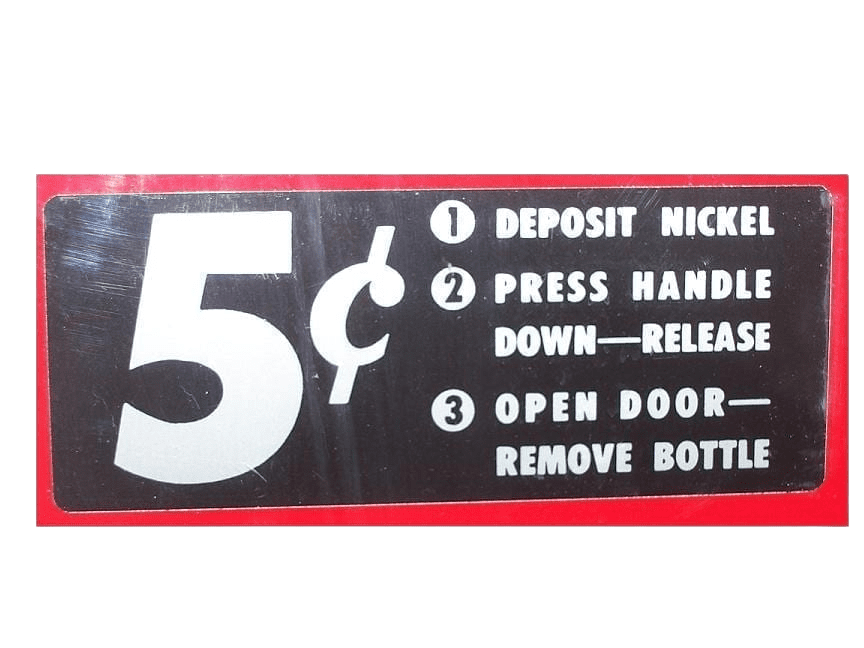 5¢
1 DEPOSIT NICKEL
2 PRESS HANDLE
DOWN—RELEASE
3 OPEN DOOR—
REMOVE BOTTLE